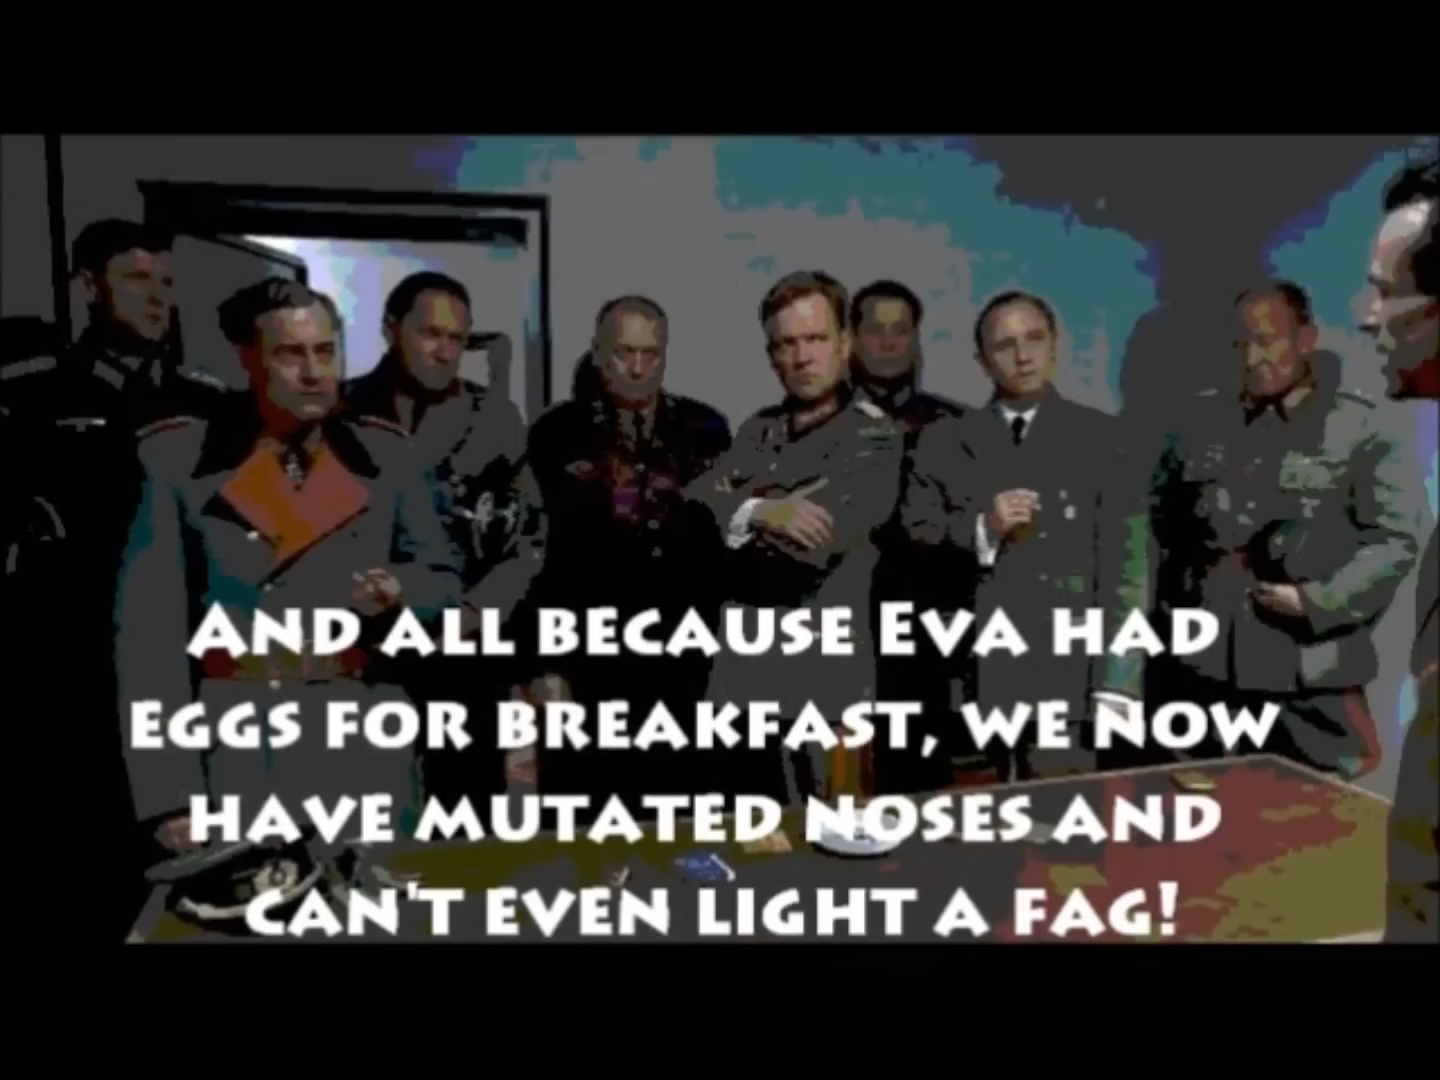 And all because Eva had
eggs for breakfast, we now
have mutated noses and
can't even light a fag!